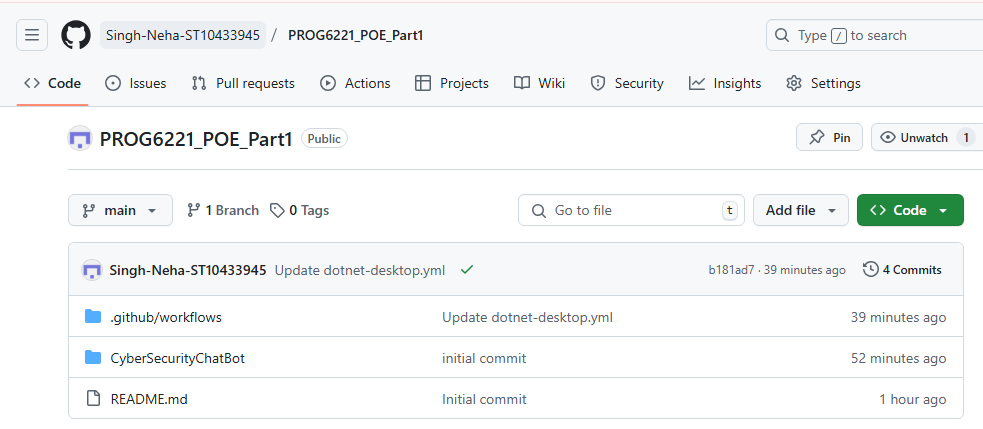 Singh-Neha-ST10433945 / PROG6221_POE_Part1 Type / to search
Code Issues Pull requests Actions Projects Wiki Security Insights Settings
PROG6221_POE_Part1 Public Pin Unwatch 1
main 1 Branch 0 Tags Go to file t Add file Code
Singh-Neha-ST10433945 Update dotnet-desktop.yml b181ad7 · 39 minutes ago 4 Commits
.github/workflows Update dotnet-desktop.yml 39 minutes ago
CyberSecurityChatBot initial commit 52 minutes ago
README.md Initial commit 1 hour ago